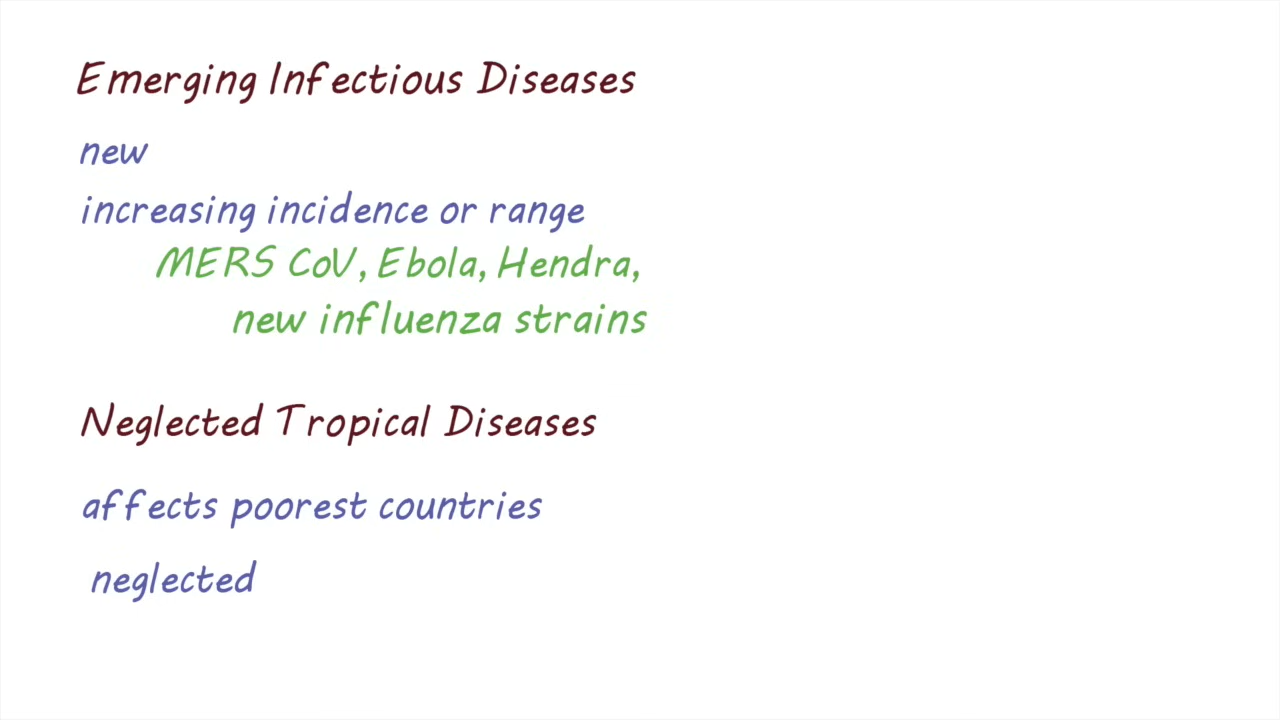 Emerging Infectious Diseases
new
increasing incidence or range
MERS CoV, Ebola, Hendra,
new influenza strains
Neglected Tropical Diseases
affects poorest countries
neglected